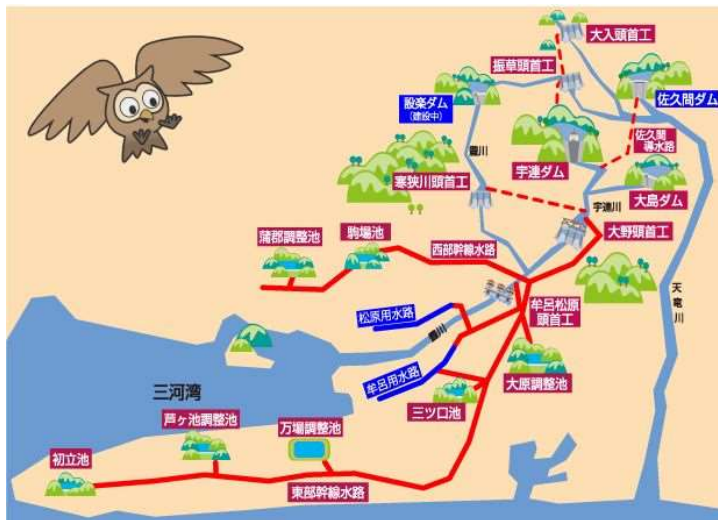 大入頭首工
振草頭首工
設楽ダム
(建設中)
佐久間ダム
佐久間
導水路
豊川
宇連ダム
寒狭川頭首工
大島ダム
宇連川
大野頭首工
蒲郡調整池
駒場池
西部幹線水路
天竜川
松原用水路
牟呂松原
頭首工
豊川
牟呂用水路
大原調整池
三河湾
三ツ口池
芦ヶ池調整池
万場調整池
初立池
東部幹線水路